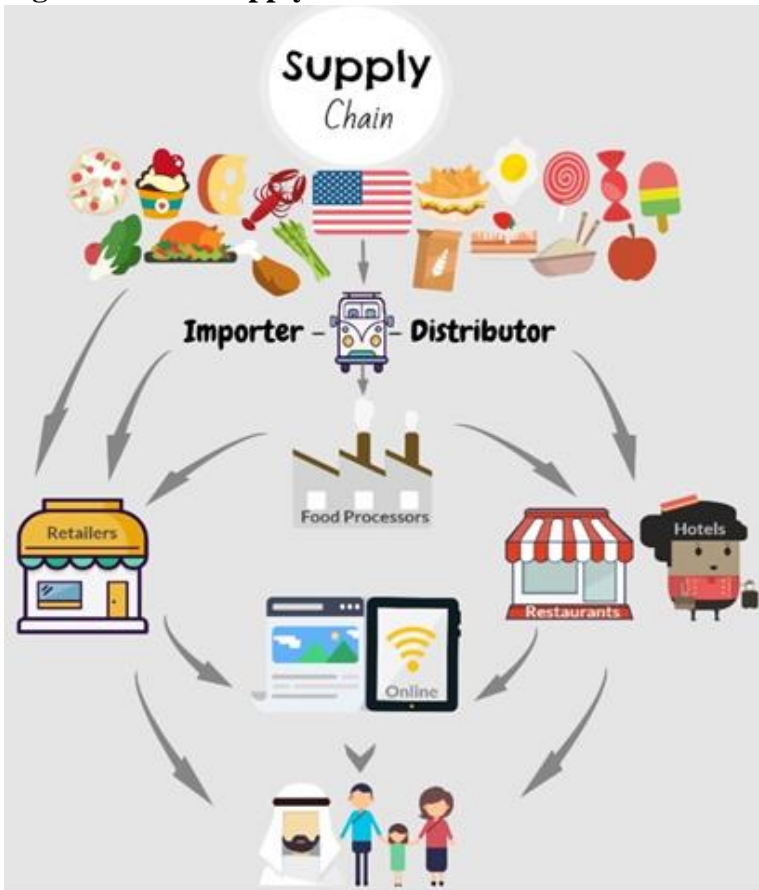 Supply
Chain
Importer - - Distributor
Food Processors
Retailers
Hotels
Restaurants
Online